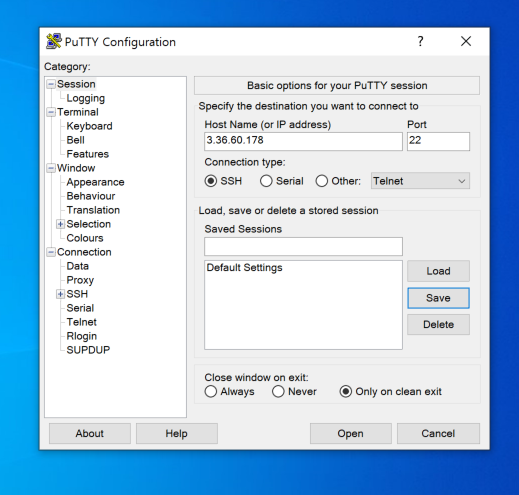 PuTTY Configuration
?
Category:
Session
Logging
Terminal
Keyboard
Bell
Features
Window
Appearance
Behaviour
Translation
Selection
Colours
Connection
Data
Proxy
SSH
Serial
Telnet
Rlogin
SUPDUP
Basic options for your PuTTY session
Specify the destination you want to connect to
Host Name (or IP address) Port
3.36.60.178 22
Connection type:
SSH Serial Other: Telnet
Load, save or delete a stored session
Saved Sessions
Default Settings
Load
Save
Delete
Close window on exit:
Always Never Only on clean exit
About Help Open Cancel